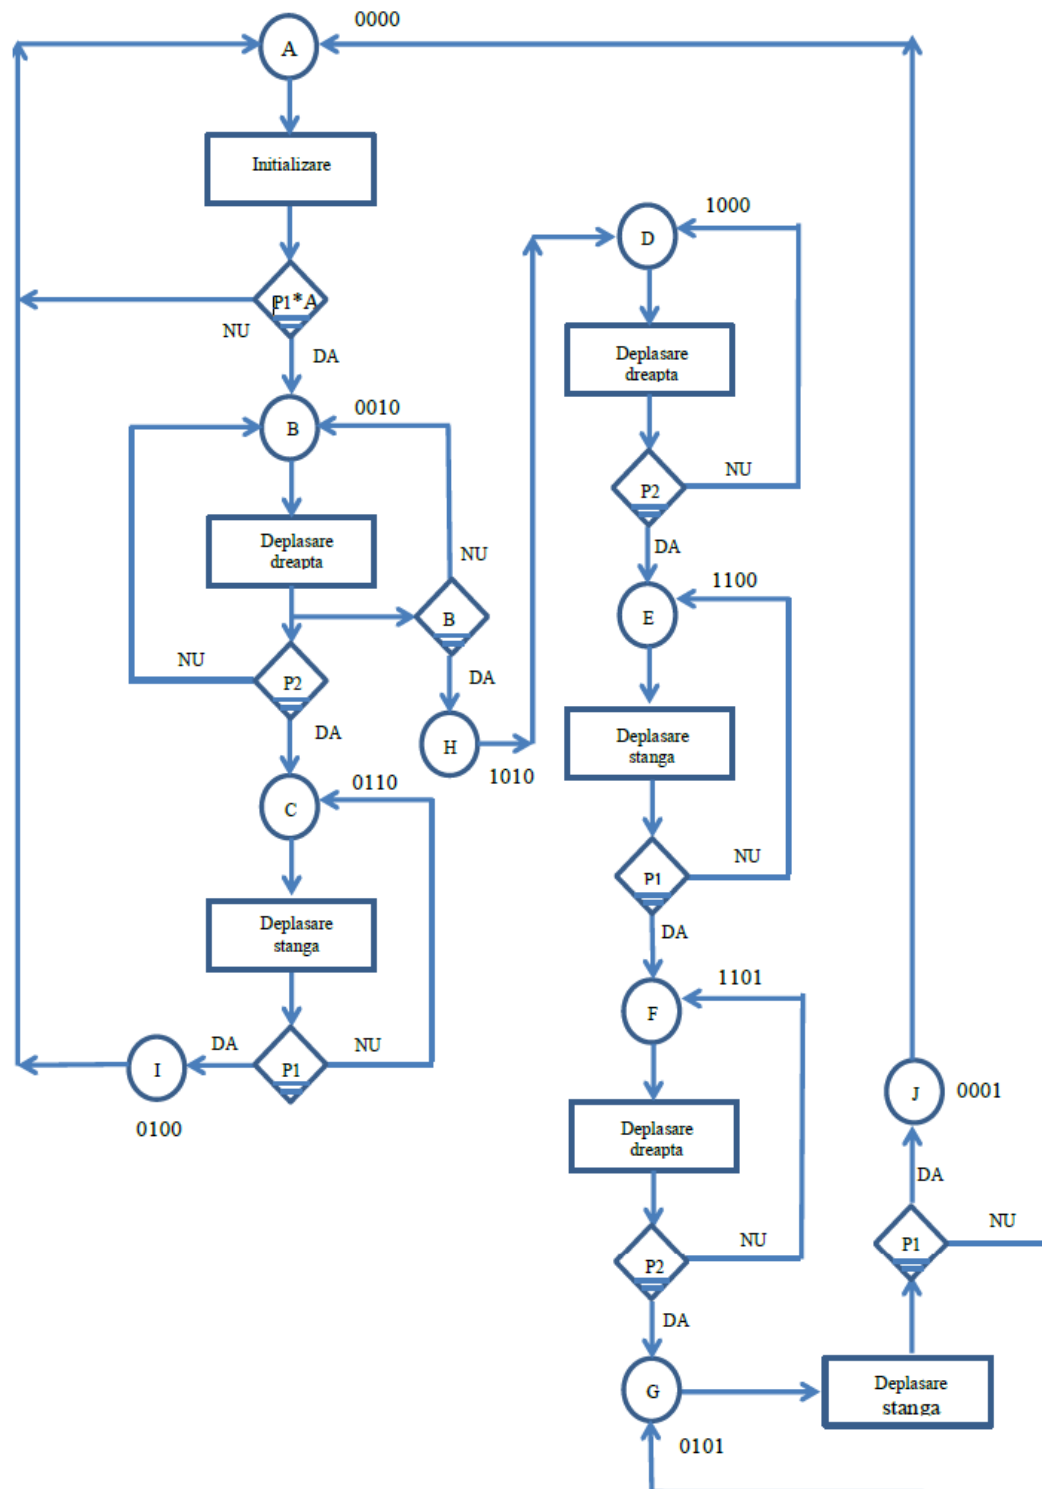 0000
A
Initializare
P1*A
NU
DA
0010
B
Deplasare
dreapta
NU
B
NU
P2
DA
DA
H
1010
0110
C
Deplasare
stanga
DA
P1
NU
I
0100
1000
D
Deplasare
dreapta
P2
NU
DA
1100
E
Deplasare
stanga
P1
NU
DA
1101
F
Deplasare
dreapta
P2
NU
DA
G
0101
Deplasare
stanga
P1
NU
DA
J
0001